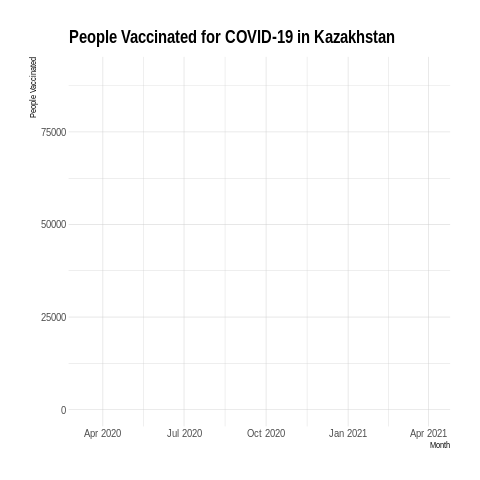 People Vaccinated for COVID-19 in Kazakhstan
People Vaccinated
75000
50000
25000
0
Apr 2020 Jul 2020 Oct 2020 Jan 2021 Apr 2021
Month